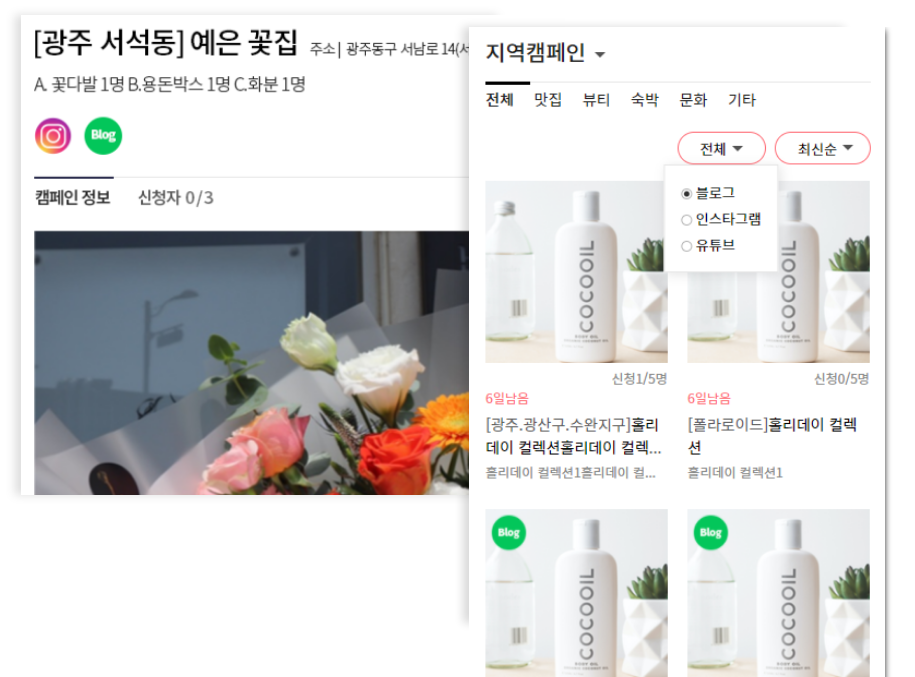 [광주 서석동] 예은 꽃집 주소 | 광주동구 서남로 14(서
A. 꽃다발 1명 B.용돈박스 1명 C.화분 1명
Blog
캠페인 정보 신청자 0/3
지역캠페인
전체 맛집 뷰티 숙박 문화 기타
전체 최신순
블로그
인스타그램
유튜브
COCOOIL
BODY OIL
COCOOIL
BODY OIL
신청1/5명
6일남음
[광주.광산구.수완지구]홀리
데이 컬렉션홀리데이 컬렉...
홀리데이 컬렉션1홀리데이 컬...
신청0/5명
6일남음
[폴라로이드]홀리데이 컬렉
션
홀리데이 컬렉션1
Blog
COCOOIL
BODY OIL
Blog
COCOOIL
BODY OIL